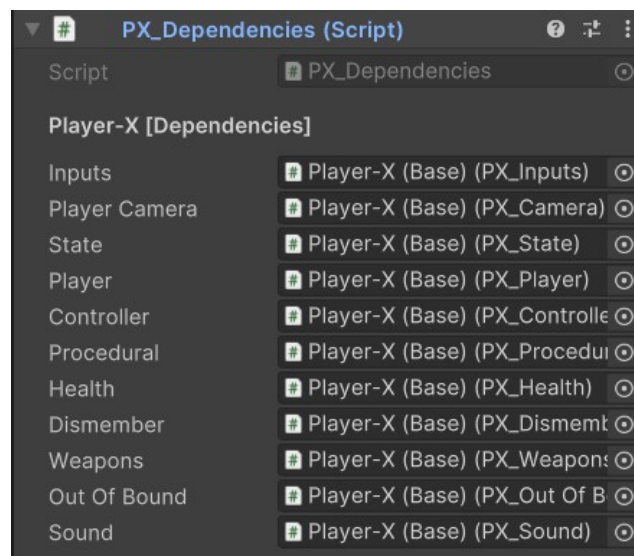 PX_Dependencies (Script)
Script PX_Dependencies
Player-X [Dependencies]
Inputs Player-X (Base) (PX_Inputs)
Player Camera Player-X (Base) (PX_Camera)
State Player-X (Base) (PX_State)
Player Player-X (Base) (PX_Player)
Controller Player-X (Base) (PX_Controlle
Procedural Player-X (Base) (PX_Procedu
Health Player-X (Base) (PX_Health)
Dismember Player-X (Base) (PX_Dismemb
Weapons Player-X (Base) (PX_Weapons
Out Of Bound Player-X (Base) (PX_Out Of B
Sound Player-X (Base) (PX_Sound)